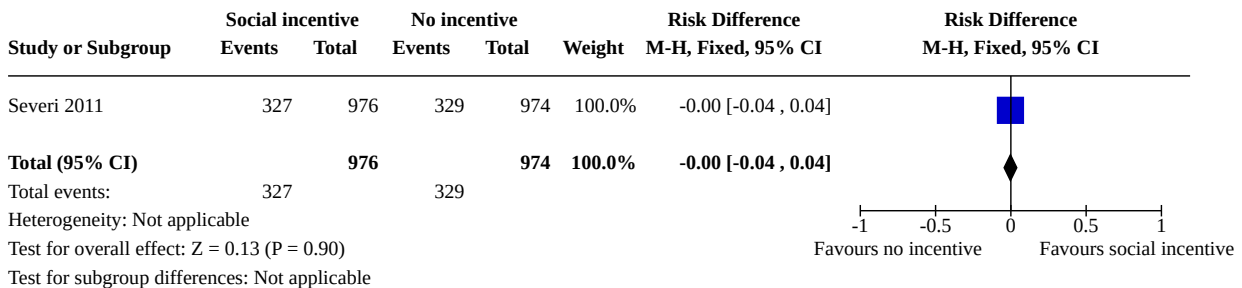 Social incentive No incentive Risk Difference Risk Difference
Study or Subgroup Events Total Events Total Weight M-H, Fixed, 95% CI M-H, Fixed, 95% CI
Severi 2011 327 976 329 974 100.0% -0.00 [-0.04 , 0.04]
Total (95% CI) 976 974 100.0% -0.00 [-0.04 , 0.04]
Total events: 327 329
Heterogeneity: Not applicable
-1 -0.5 0 0.5 1
Test for overall effect: Z = 0.13 (P = 0.90) Favours no incentive Favours social incentive
Test for subgroup differences: Not applicable